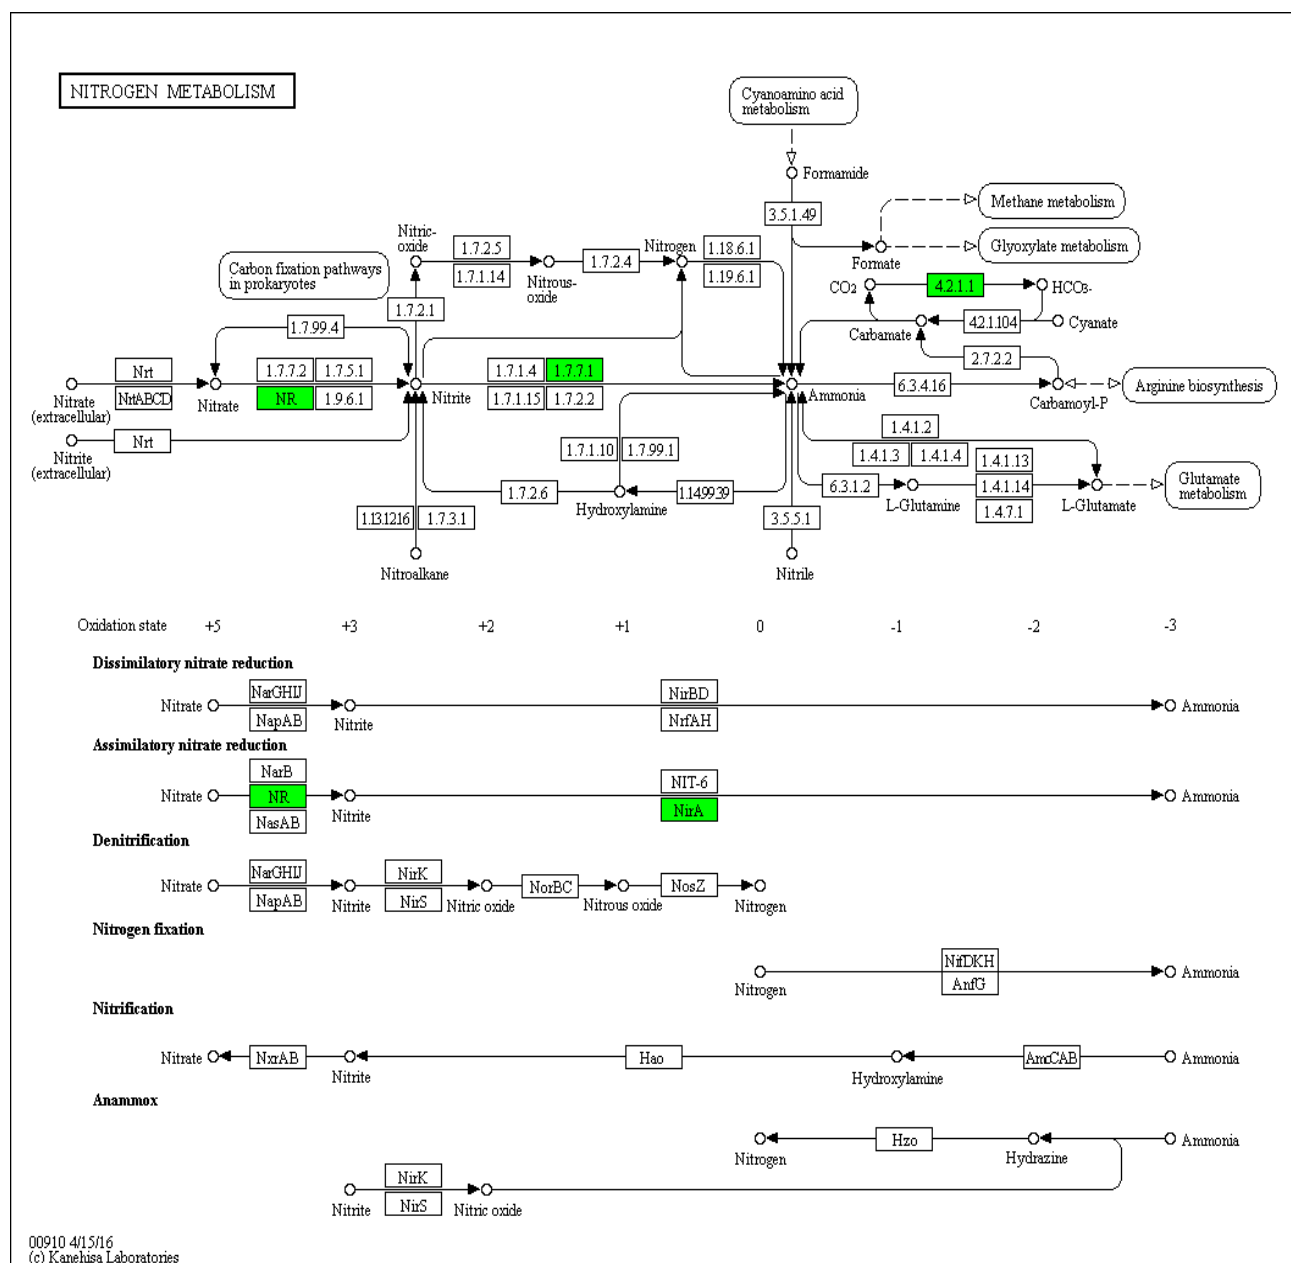 NITROGEN METABOLISM
Cyanoamino acid
metabolism
Formamide
3.5.1.49
Methane metabolism
Glyoxylate metabolism
Formate
Nitric-
oxide
1.7.2.5
1.7.1.14
Nitrous-
oxide
1.7.2.4
Nitrogen
1.18.6.1
1.19.6.1
Carbon fixation pathways
in prokaryotes
1.7.2.1
CO2
4.2.1.1
HCO3-
Carbamate
4.2.1.104
Cyanate
1.7.99.4
2.7.2.2
Nrt
NrtABCD
Nitrate
(extracellular)
Nitrate
1.7.7.2
1.7.5.1
NR
1.9.6.1
Nitrite
1.7.1.4
1.7.7.1
1.7.1.15
1.7.2.2
Ammonia
6.3.4.16
Carbamoyl-P
Arginine biosynthesis
Nrt
Nitrite
(extracellular)
1.7.1.10
1.7.99.1
1.4.1.2
1.4.1.3
1.4.1.4
1.4.1.13
1.4.1.14
1.4.7.1
1.7.2.6
Hydroxylamine
1.14.99.39
6.3.1.2
L-Glutamine
L-Glutamate
Glutamate
metabolism
1.13.12.16
1.7.3.1
3.5.5.1
Nitroalkane
Nitrile
Oxidation state +5 +3 +2 +1 0 -1 -2 -3
Dissimilatory nitrate reduction
NarGHIJ
NirBD
Nitrate
Ammonia
NapAB
Nitrite
NrfAH
Assimilatory nitrate reduction
NarB
NIT-6
Nitrate
NR
Ammonia
NasAB
Nitrite
NirA
Denitrification
NarGHIJ
NirK
Nitrate
NorBC
NosZ
NapAB
Nitrite
NirS
Nitric oxide
Nitrous oxide
Nitrogen
Nitrogen fixation
NifDKH
Ammonia
Nitrogen
AnfG
Nitrification
Nitrate
NxrAB
Hao
AmoCAB
Ammonia
Nitrite
Hydroxylamine
Anammox
Hzo
Ammonia
Nitrogen
Hydrazine
NirK
Nitrite
NirS
Nitric oxide
00910 4/15/16
(c) Kanehisa Laboratories